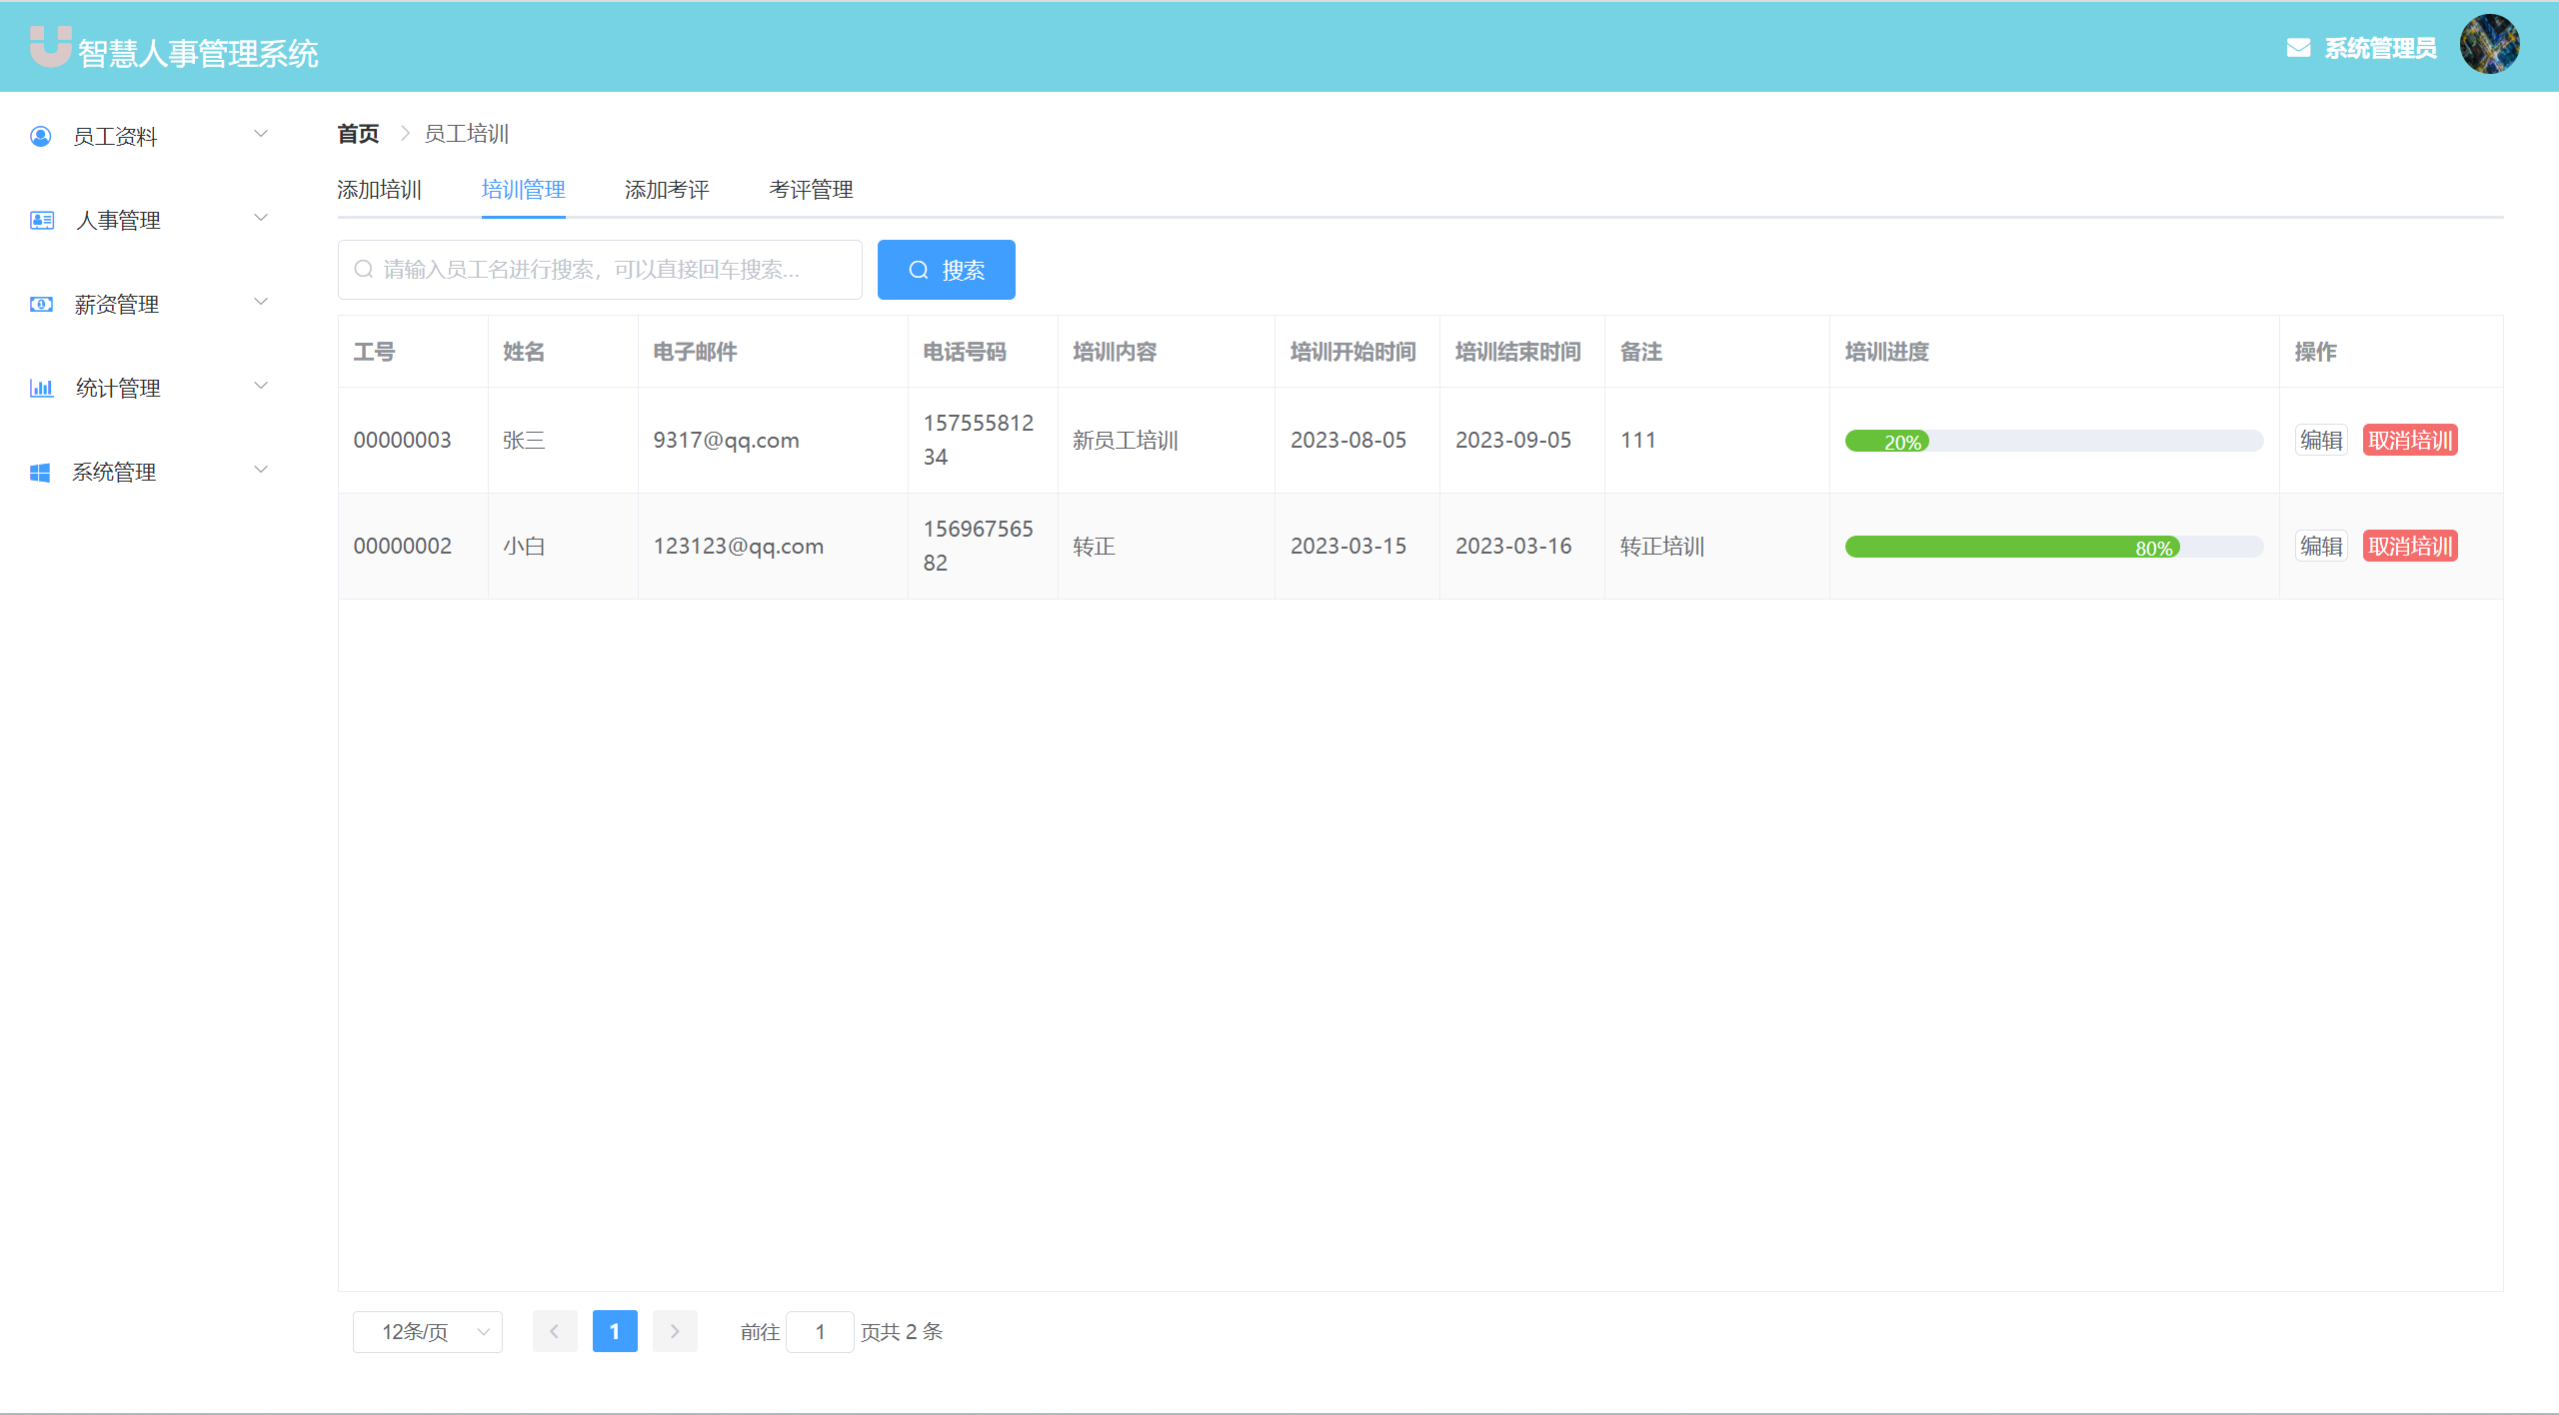 智慧人事管理系统
系统管理员
员工资料
人事管理
薪资管理
统计管理
系统管理
首页 > 员工培训
添加培训 培训管理 添加考评 考评管理
请输入员工名进行搜索，可以直接回车搜索... 搜索
工号 姓名 电子邮件 电话号码 培训内容 培训开始时间 培训结束时间 备注 培训进度 操作
00000003 张三 9317@qq.com 157555812
34 新员工培训 2023-08-05 2023-09-05 111 20% 编辑 取消培训
00000002 小白 123123@qq.com 156967565
82 转正 2023-03-15 2023-03-16 转正培训 80% 编辑 取消培训
12条/页 1 前往 1 页共 2 条